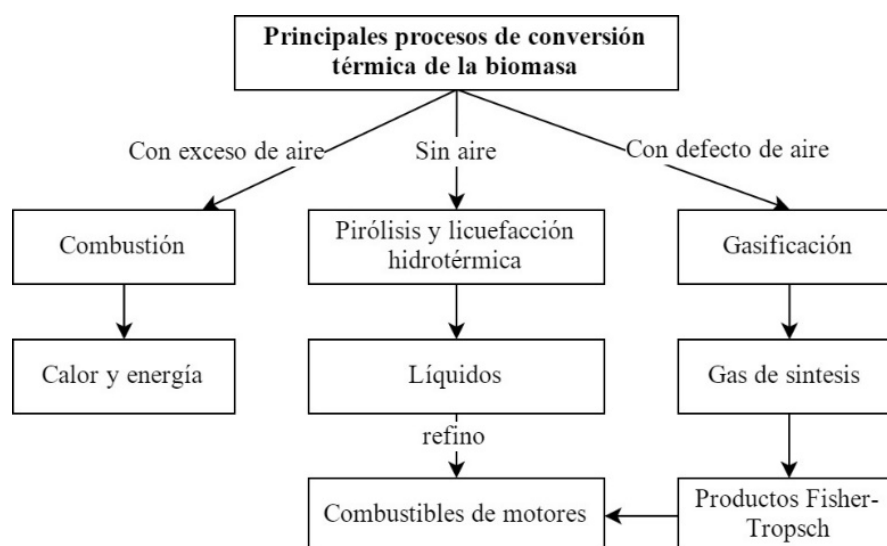 Principales procesos de conversión
térmica de la biomasa
Con exceso de aire
Sin aire
Con defecto de aire
Combustión
Pirólisis y licuefacción
hidrotérmica
Gasificación
Calor y energía
Líquidos
Gas de sintesis
refino
Combustibles de motores
Productos Fisher-
Tropsch